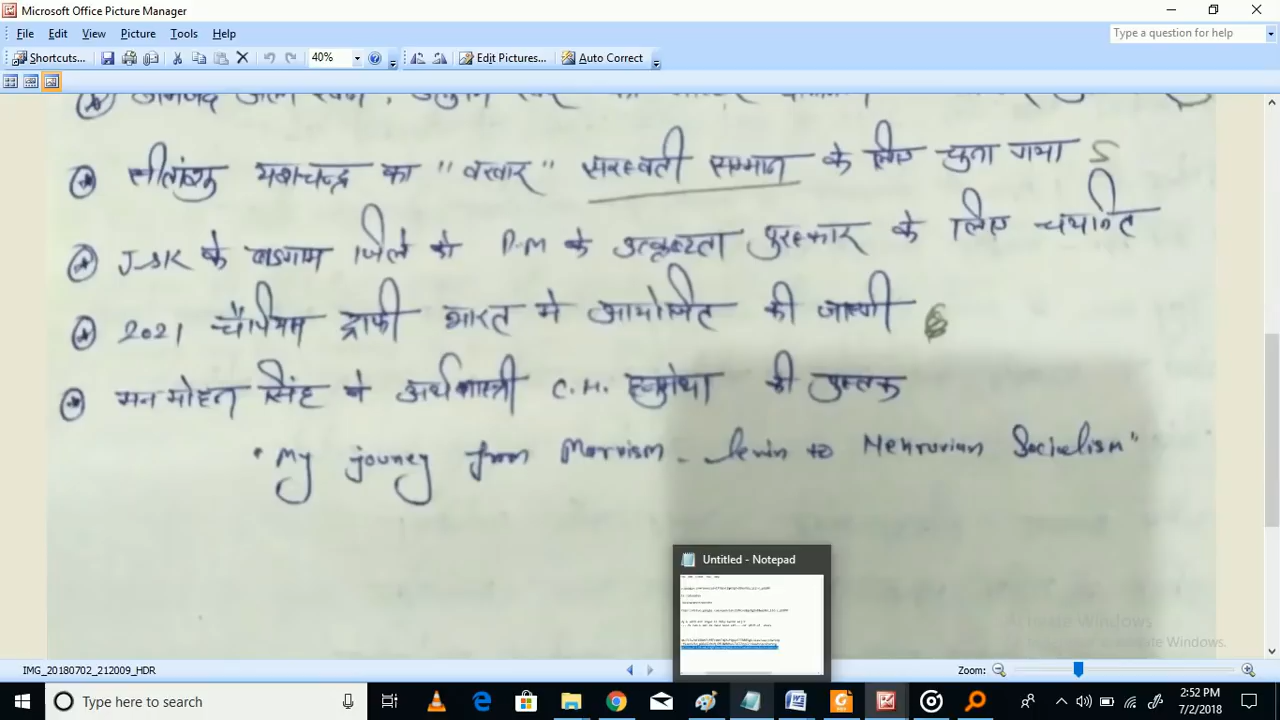 Microsoft Office Picture Manager
File Edit View Picture Tools Help
Type a question for help
Shortcuts...
40%
Edit Pictures...
Auto Correct
यशचन्द्र का "वखार" सरस्वती सम्मान के लिए चुना गया
J&K के बडगाम जिले को P.M के उत्कृष्टता पुरस्कार के लिए चयनित
2021 चैंपियंस ट्राफी भारत मे आयोजित की जाएगी
मन मोहन सिंह ने अर्थशास्त्री C.H. की पुस्तक
"My journey from Marxism - Lenin to Nehruvian Socialism"
Untitled - Notepad
IMG_20180702_212009_HDR
Zoom:
Type here to search
2:52 PM
7/2/2018